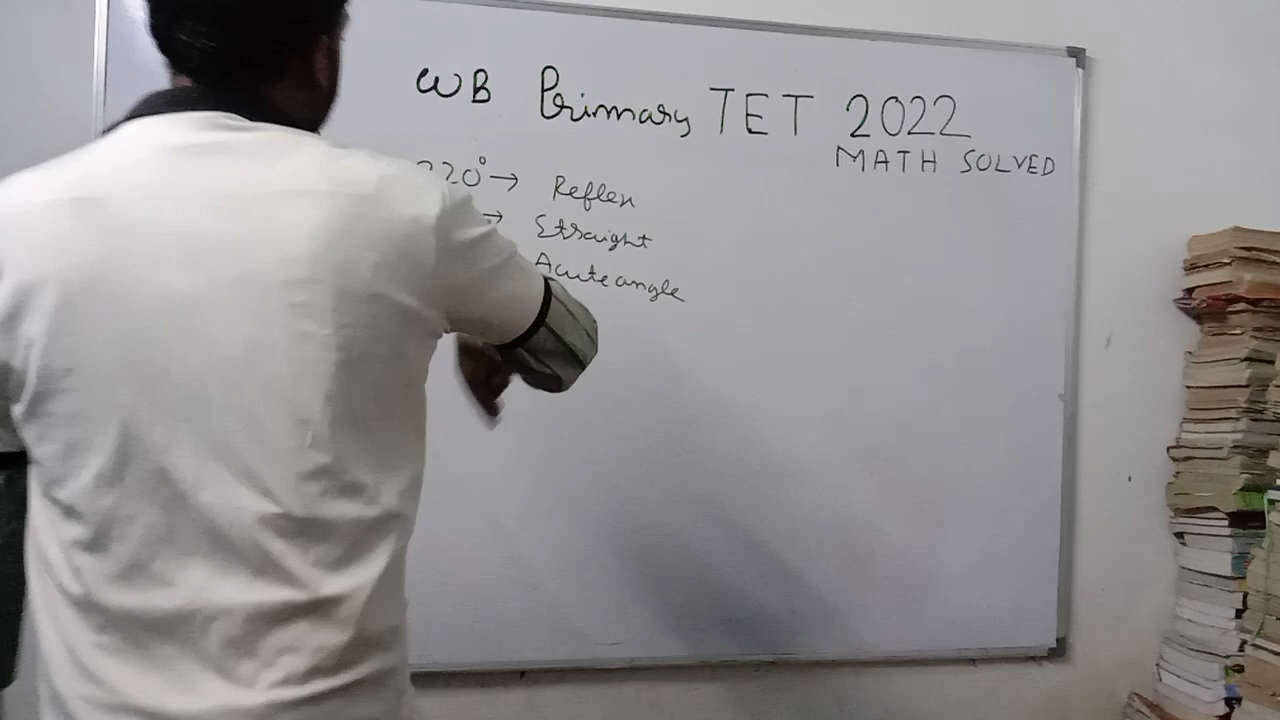 WB Primary TET 2022
MATH SOLVED
220° → Reflex
→ Straight
Acute angle